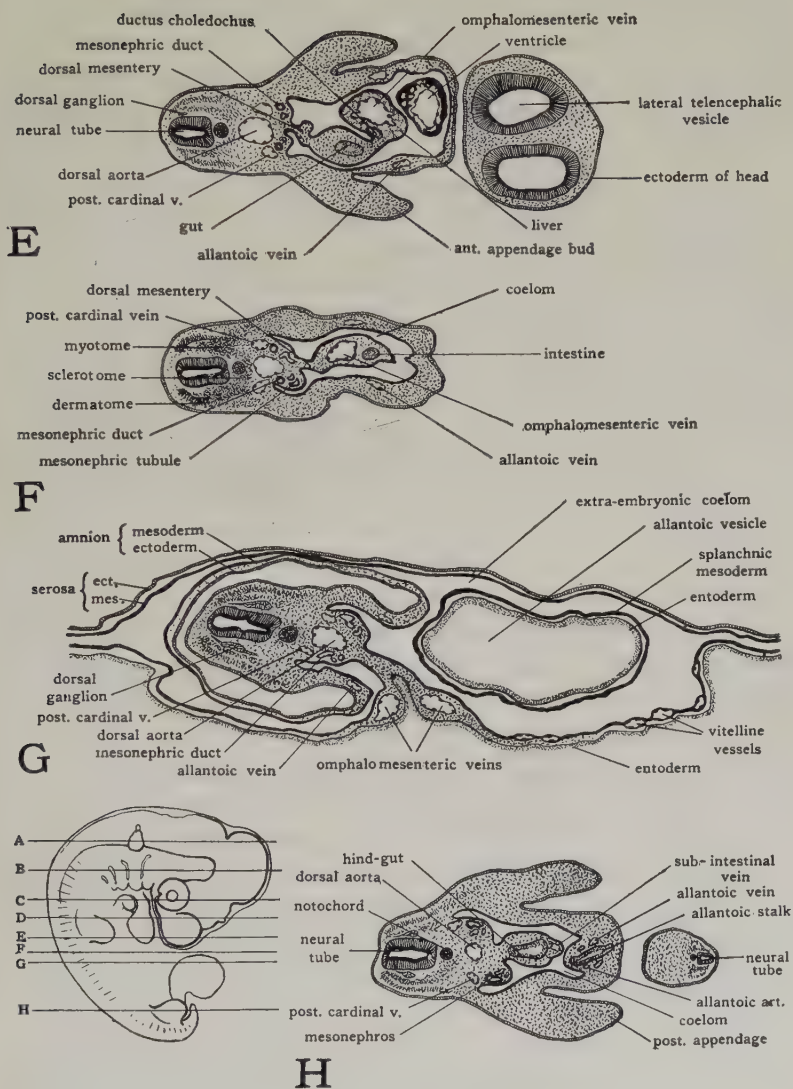 ductus choledochus
mesonephric duct
dorsal mesentery
dorsal ganglion
neural tube
dorsal aorta
post. cardinal v.
gut
allantoic vein
omphalomesenteric vein
ventricle
lateral telencephalic
vesicle
ectoderm of head
liver
ant. appendage bud
E
dorsal mesentery
post. cardinal vein
myotome
sclerotome
dermatome
mesonephric duct
mesonephric tubule
coelom
intestine
omphalomesenteric vein
allantoic vein
F
amnion { mesoderm
ectoderm
serosa { ect.
mes.
extra-embryonic coelom
allantoic vesicle
splanchnic
mesoderm
entoderm
dorsal
ganglion
post. cardinal v.
dorsal aorta
mesonephric duct
allantoic vein
omphalomesenteric veins
vitelline
vessels
entoderm
G
A
B
C
D
E
F
G
H
hind-gut
dorsal aorta
notochord
neural
tube
post. cardinal v.
mesonephros
sub-intestinal
vein
allantoic vein
allantoic stalk
neural
tube
allantoic art.
coelom
post. appendage
H